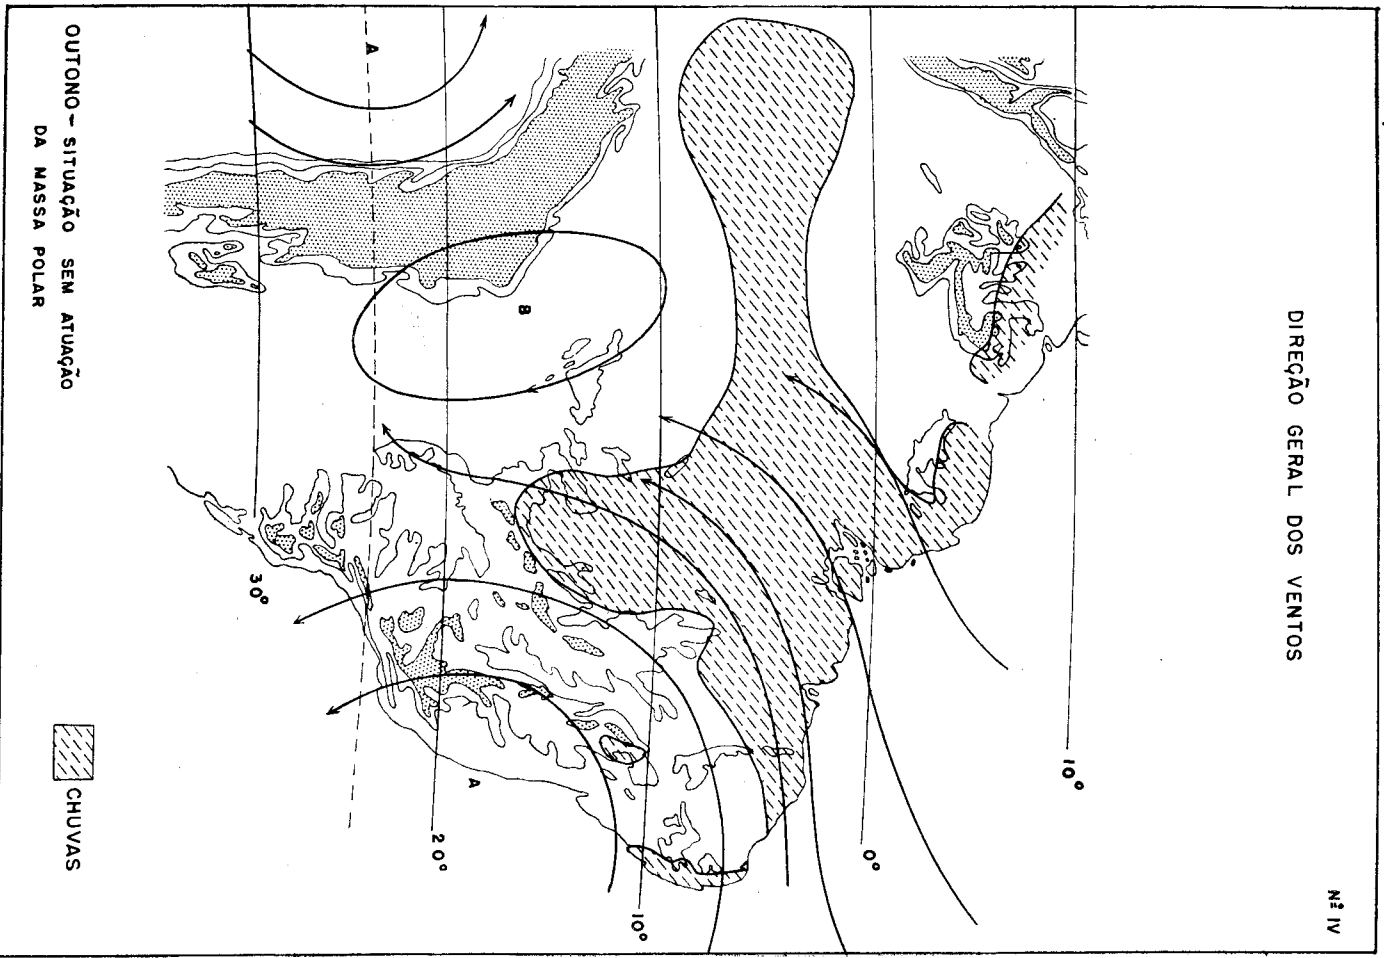 Nº IV
DIREÇÃO GERAL DOS VENTOS
10°
0°
10°
20°
30°
A
B
A
OUTONO - SITUAÇÃO SEM ATUAÇÃO
DA MASSA POLAR
CHUVAS